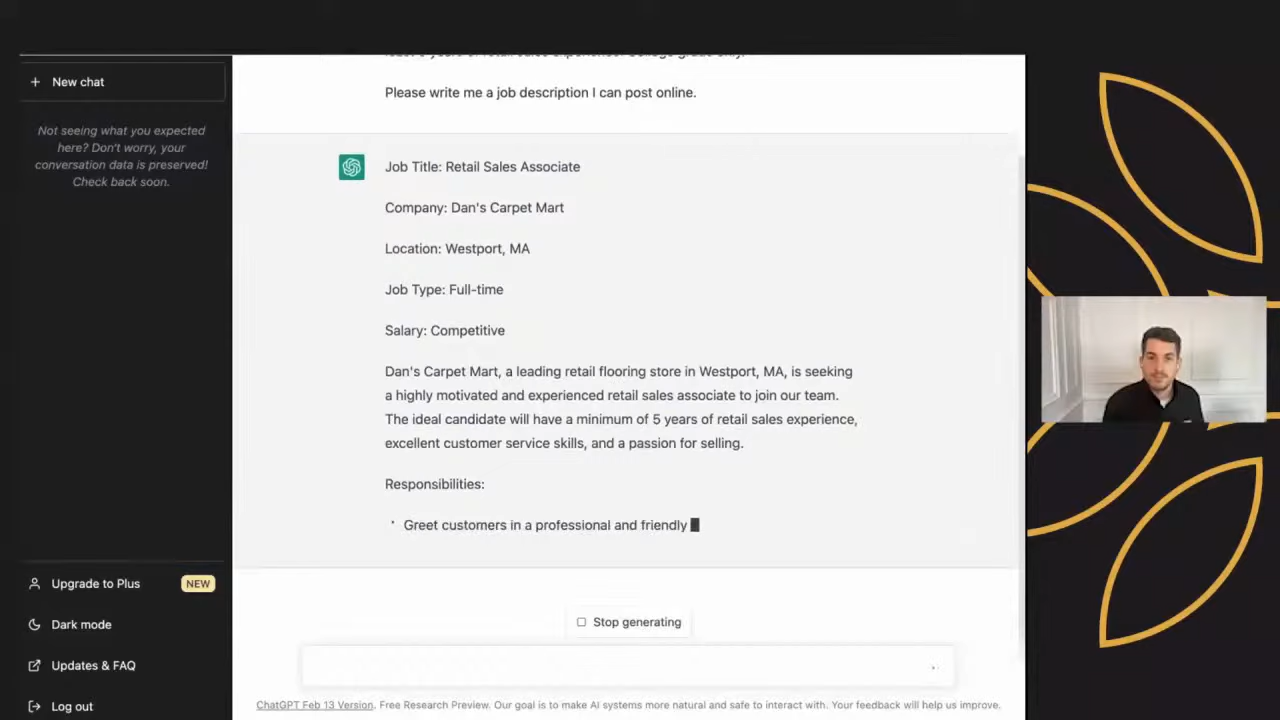 New chat
Not seeing what you expected
here? Don't worry, your
conversation data is preserved!
Check back soon.
Please write me a job description I can post online.
Job Title: Retail Sales Associate
Company: Dan's Carpet Mart
Location: Westport, MA
Job Type: Full-time
Salary: Competitive
Dan's Carpet Mart, a leading retail flooring store in Westport, MA, is seeking
a highly motivated and experienced retail sales associate to join our team.
The ideal candidate will have a minimum of 5 years of retail sales experience,
excellent customer service skills, and a passion for selling.
Responsibilities:
Greet customers in a professional and friendly
Stop generating
Upgrade to Plus NEW
Dark mode
Updates & FAQ
Log out
ChatGPT Feb 13 Version. Free Research Preview. Our goal is to make AI systems more natural and safe to interact with. Your feedback will help us improve.